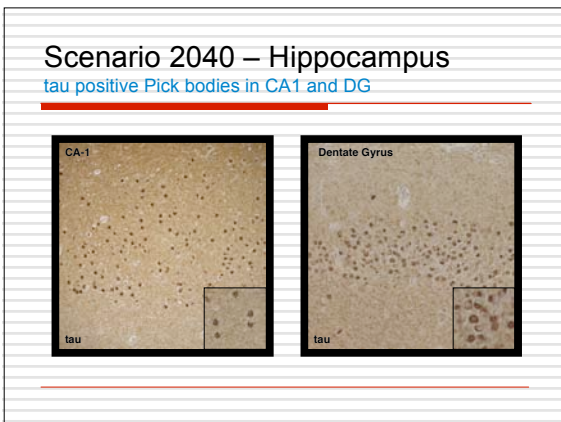 Scenario 2040 – Hippocampus
tau positive Pick bodies in CA1 and DG
CA-1
tau
Dentate Gyrus
tau